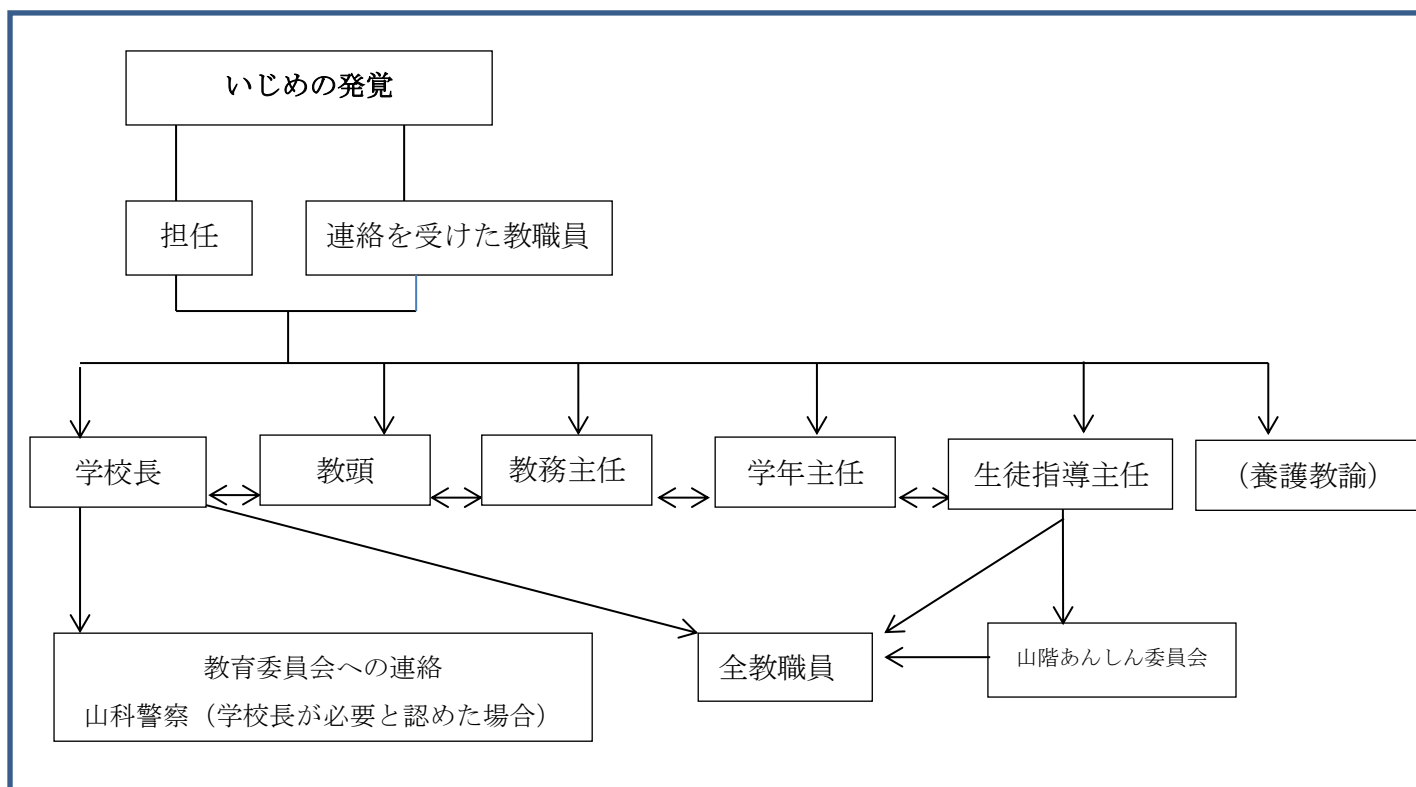 いじめの発覚
担任
連絡を受けた教職員
学校長
教頭
教務主任
学年主任
生徒指導主任
(養護教諭)
教育委員会への連絡
山科警察（学校長が必要と認めた場合）
全教職員
山階あんしん委員会